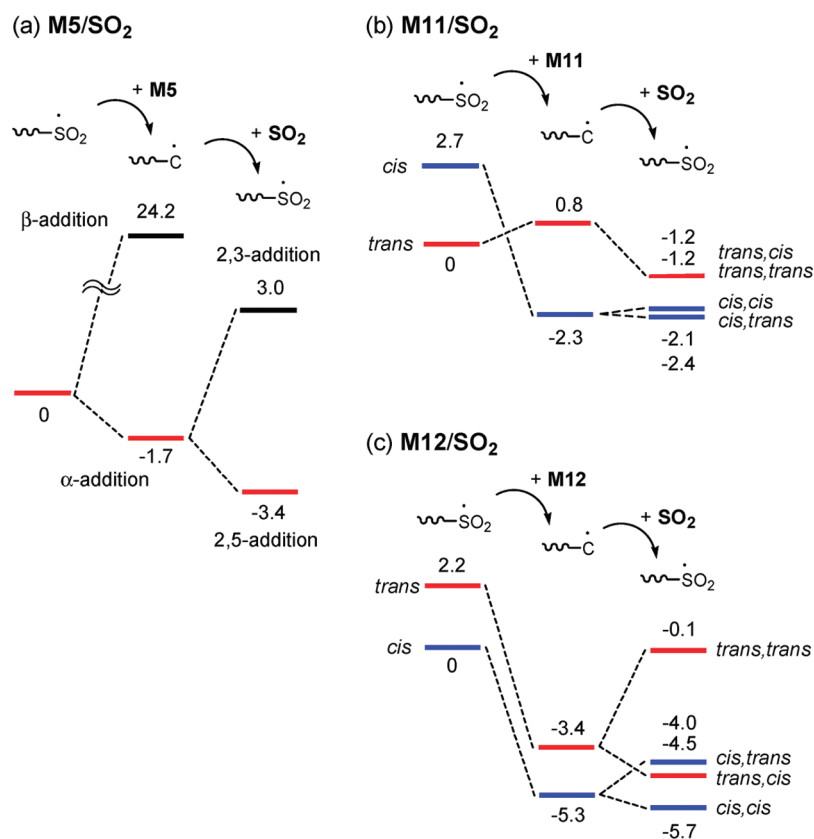 (a) M5/SO₂
+ M5
SO₂
C
+ SO₂
SO₂
β-addition
24.2
2,3-addition
3.0
0
-1.7
α-addition
-3.4
2,5-addition
(b) M11/SO₂
+ M11
SO₂
+ SO₂
C
SO₂
2.7
cis
0.8
trans
0
-1.2
-1.2
trans,cis
trans,trans
cis,cis
cis,trans
-2.3
-2.1
-2.4
(c) M12/SO₂
+ M12
SO₂
+ SO₂
C
SO₂
2.2
trans
-0.1
trans,trans
cis
0
-3.4
-4.0
-4.5
cis,trans
trans,cis
cis,cis
-5.3
-5.7